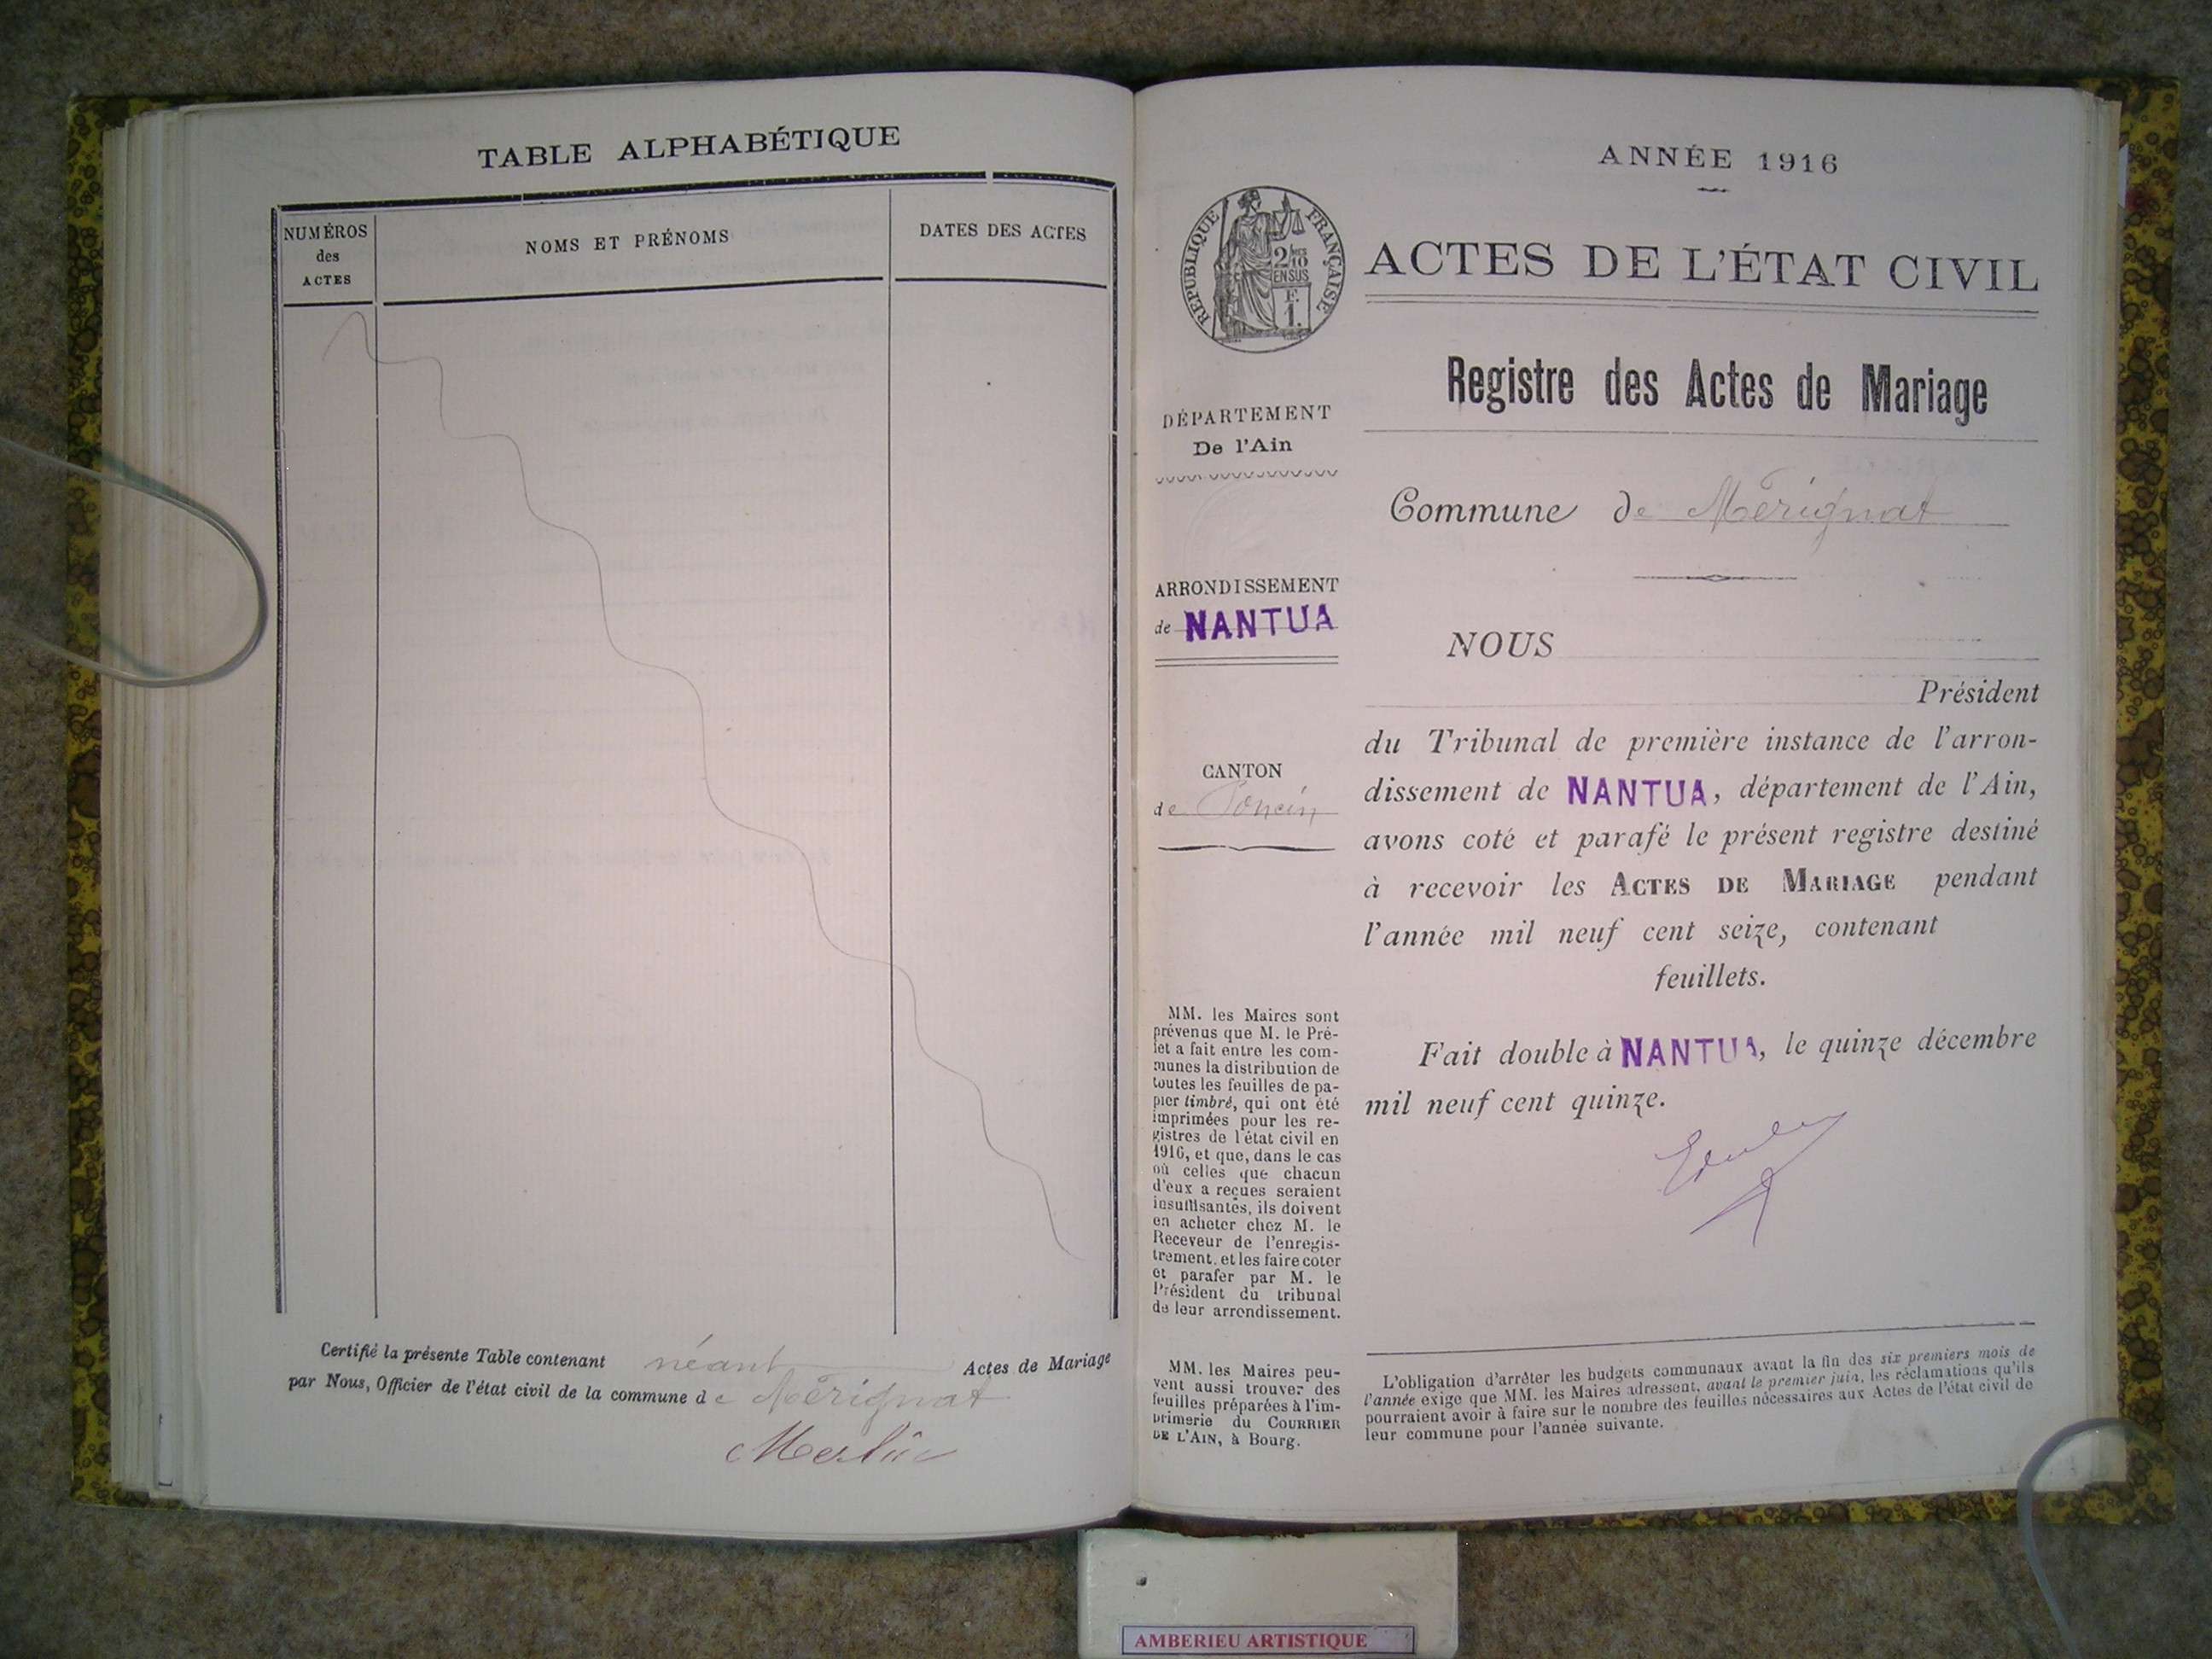 TABLE ALPHABÉTIQUE
NUMÉROS
des
ACTES
NOMS ET PRÉNOMS
DATES DES ACTES
Certifié la présente Table contenant néant Actes de Mariage
par Nous, Officier de l'état civil de la commune de Mérignat
Merlin
ANNÉE 1916
RÉPUBLIQUE FRANÇAISE
2/10
EN SUS
F.
1.
ACTES DE L'ÉTAT CIVIL
Registre des Actes de Mariage
DÉPARTEMENT
De l'Ain
Commune de Mérignat
ARRONDISSEMENT
de NANTUA
CANTON
de Poncin
NOUS
Président
du Tribunal de première instance de l'arron-
dissement de NANTUA, département de l'Ain,
avons coté et parafé le présent registre destiné
à recevoir les ACTES DE MARIAGE pendant
l'année mil neuf cent seize, contenant
feuillets.
Fait double à NANTUA, le quinze décembre
mil neuf cent quinze.
MM. les Maires sont
prévenus que M. le Pré-
fet a fait entre les com-
munes la distribution de
toutes les feuilles de pa-
pier timbré, qui ont été
imprimées pour les re-
gistres de l'état civil en
1916, et que, dans le cas
où celles que chacun
d'eux a reçues seraient
insuffisantes, ils doivent
en acheter chez M. le
Receveur de l'enregis-
trement, et les faire coter
et parafer par M. le
Président du tribunal
de leur arrondissement.
MM. les Maires peu-
vent aussi trouver des
feuilles préparées à l'im-
primerie du COURRIER
DE L'AIN, à Bourg.
L'obligation d'arrêter les budgets communaux avant la fin des six premiers mois de
l'année exige que MM. les Maires adressent, avant le premier juin, les réclamations qu'ils
pourraient avoir à faire sur le nombre des feuilles nécessaires aux Actes de l'état civil de
leur commune pour l'année suivante.
AMBERIEU ARTISTIQUE